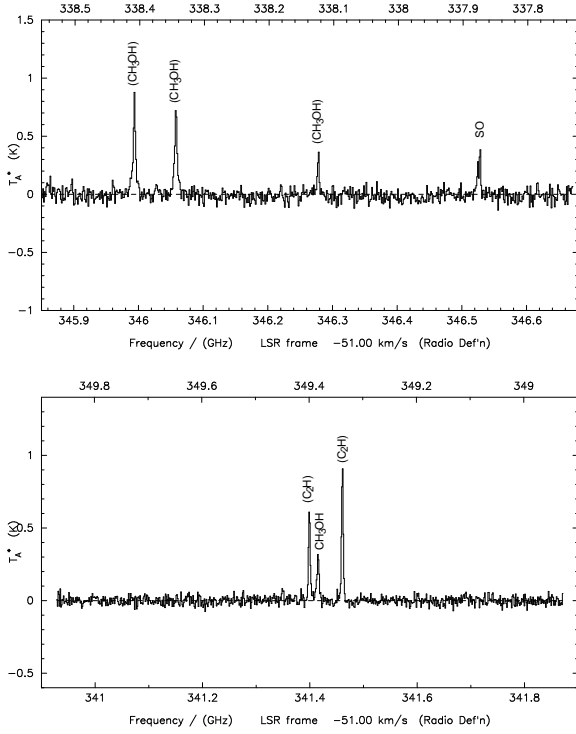 338.5 338.4 338.3 338.2 338.1 338 337.9 337.8
1.5
1
0.5
0
−0.5
−1
T_A* (K)
(CH3OH)
(CH3OH)
(CH3OH)
SO
345.9 346 346.1 346.2 346.3 346.4 346.5 346.6
Frequency / (GHz) LSR frame −51.00 km/s (Radio Def'n)
349.8 349.6 349.4 349.2 349
1
0.5
0
−0.5
T_A* (K)
(C2H)
CH3OH
(C2H)
341 341.2 341.4 341.6 341.8
Frequency / (GHz) LSR frame −51.00 km/s (Radio Def'n)